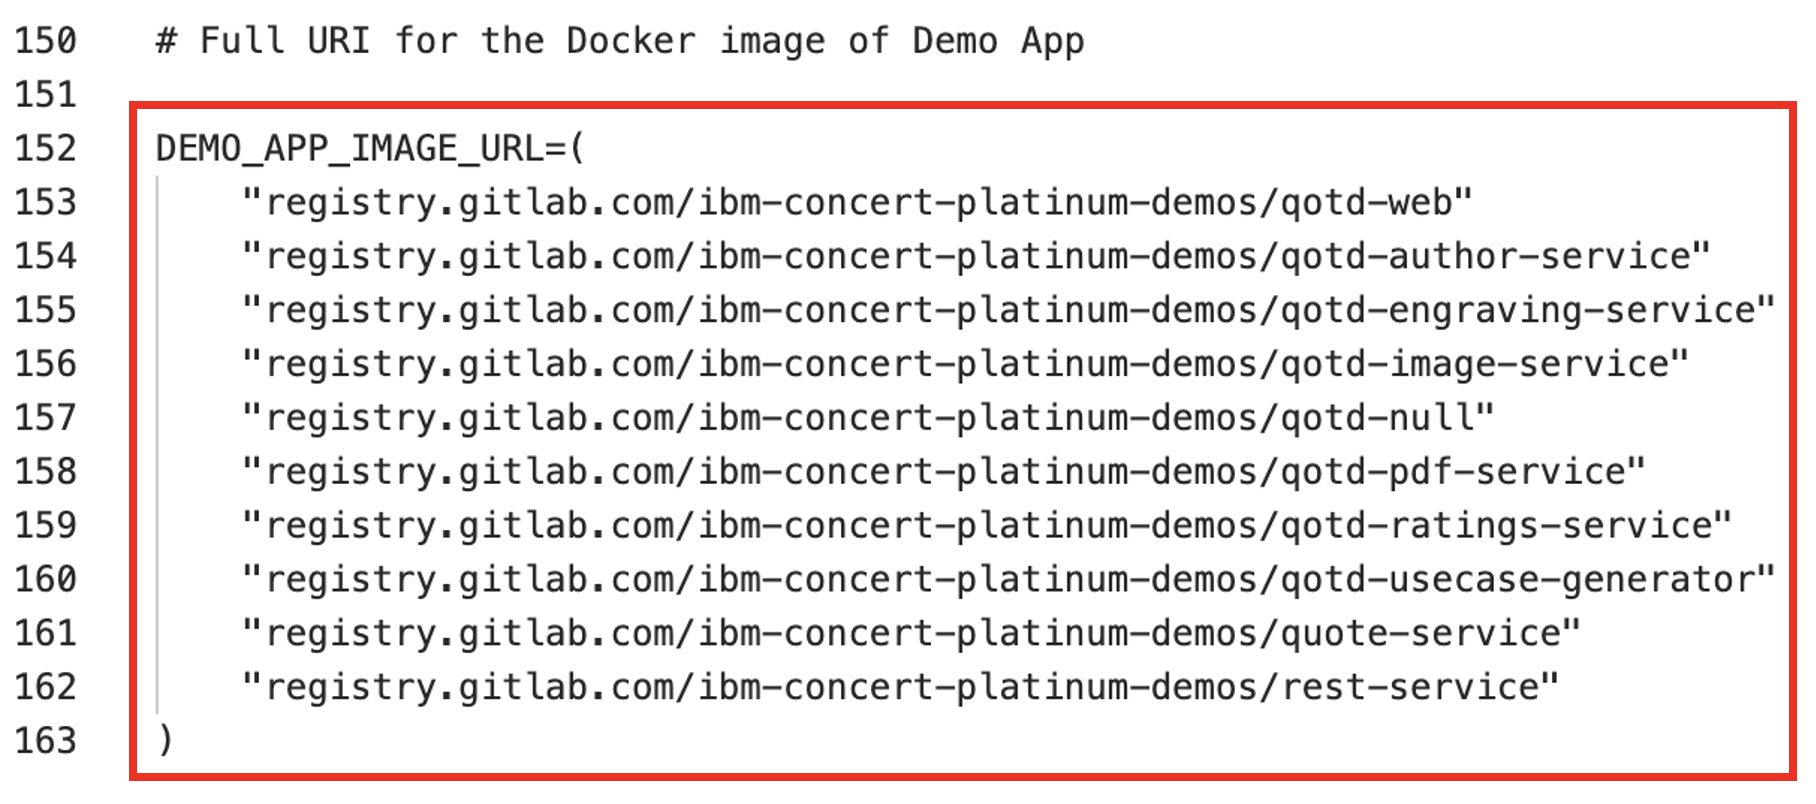 150 # Full URI for the Docker image of Demo App
151
152 DEMO_APP_IMAGE_URL=(
153 "registry.gitlab.com/ibm-concert-platinum-demos/qotd-web"
154 "registry.gitlab.com/ibm-concert-platinum-demos/qotd-author-service"
155 "registry.gitlab.com/ibm-concert-platinum-demos/qotd-engraving-service"
156 "registry.gitlab.com/ibm-concert-platinum-demos/qotd-image-service"
157 "registry.gitlab.com/ibm-concert-platinum-demos/qotd-null"
158 "registry.gitlab.com/ibm-concert-platinum-demos/qotd-pdf-service"
159 "registry.gitlab.com/ibm-concert-platinum-demos/qotd-ratings-service"
160 "registry.gitlab.com/ibm-concert-platinum-demos/qotd-usecase-generator"
161 "registry.gitlab.com/ibm-concert-platinum-demos/quote-service"
162 "registry.gitlab.com/ibm-concert-platinum-demos/rest-service"
163 )